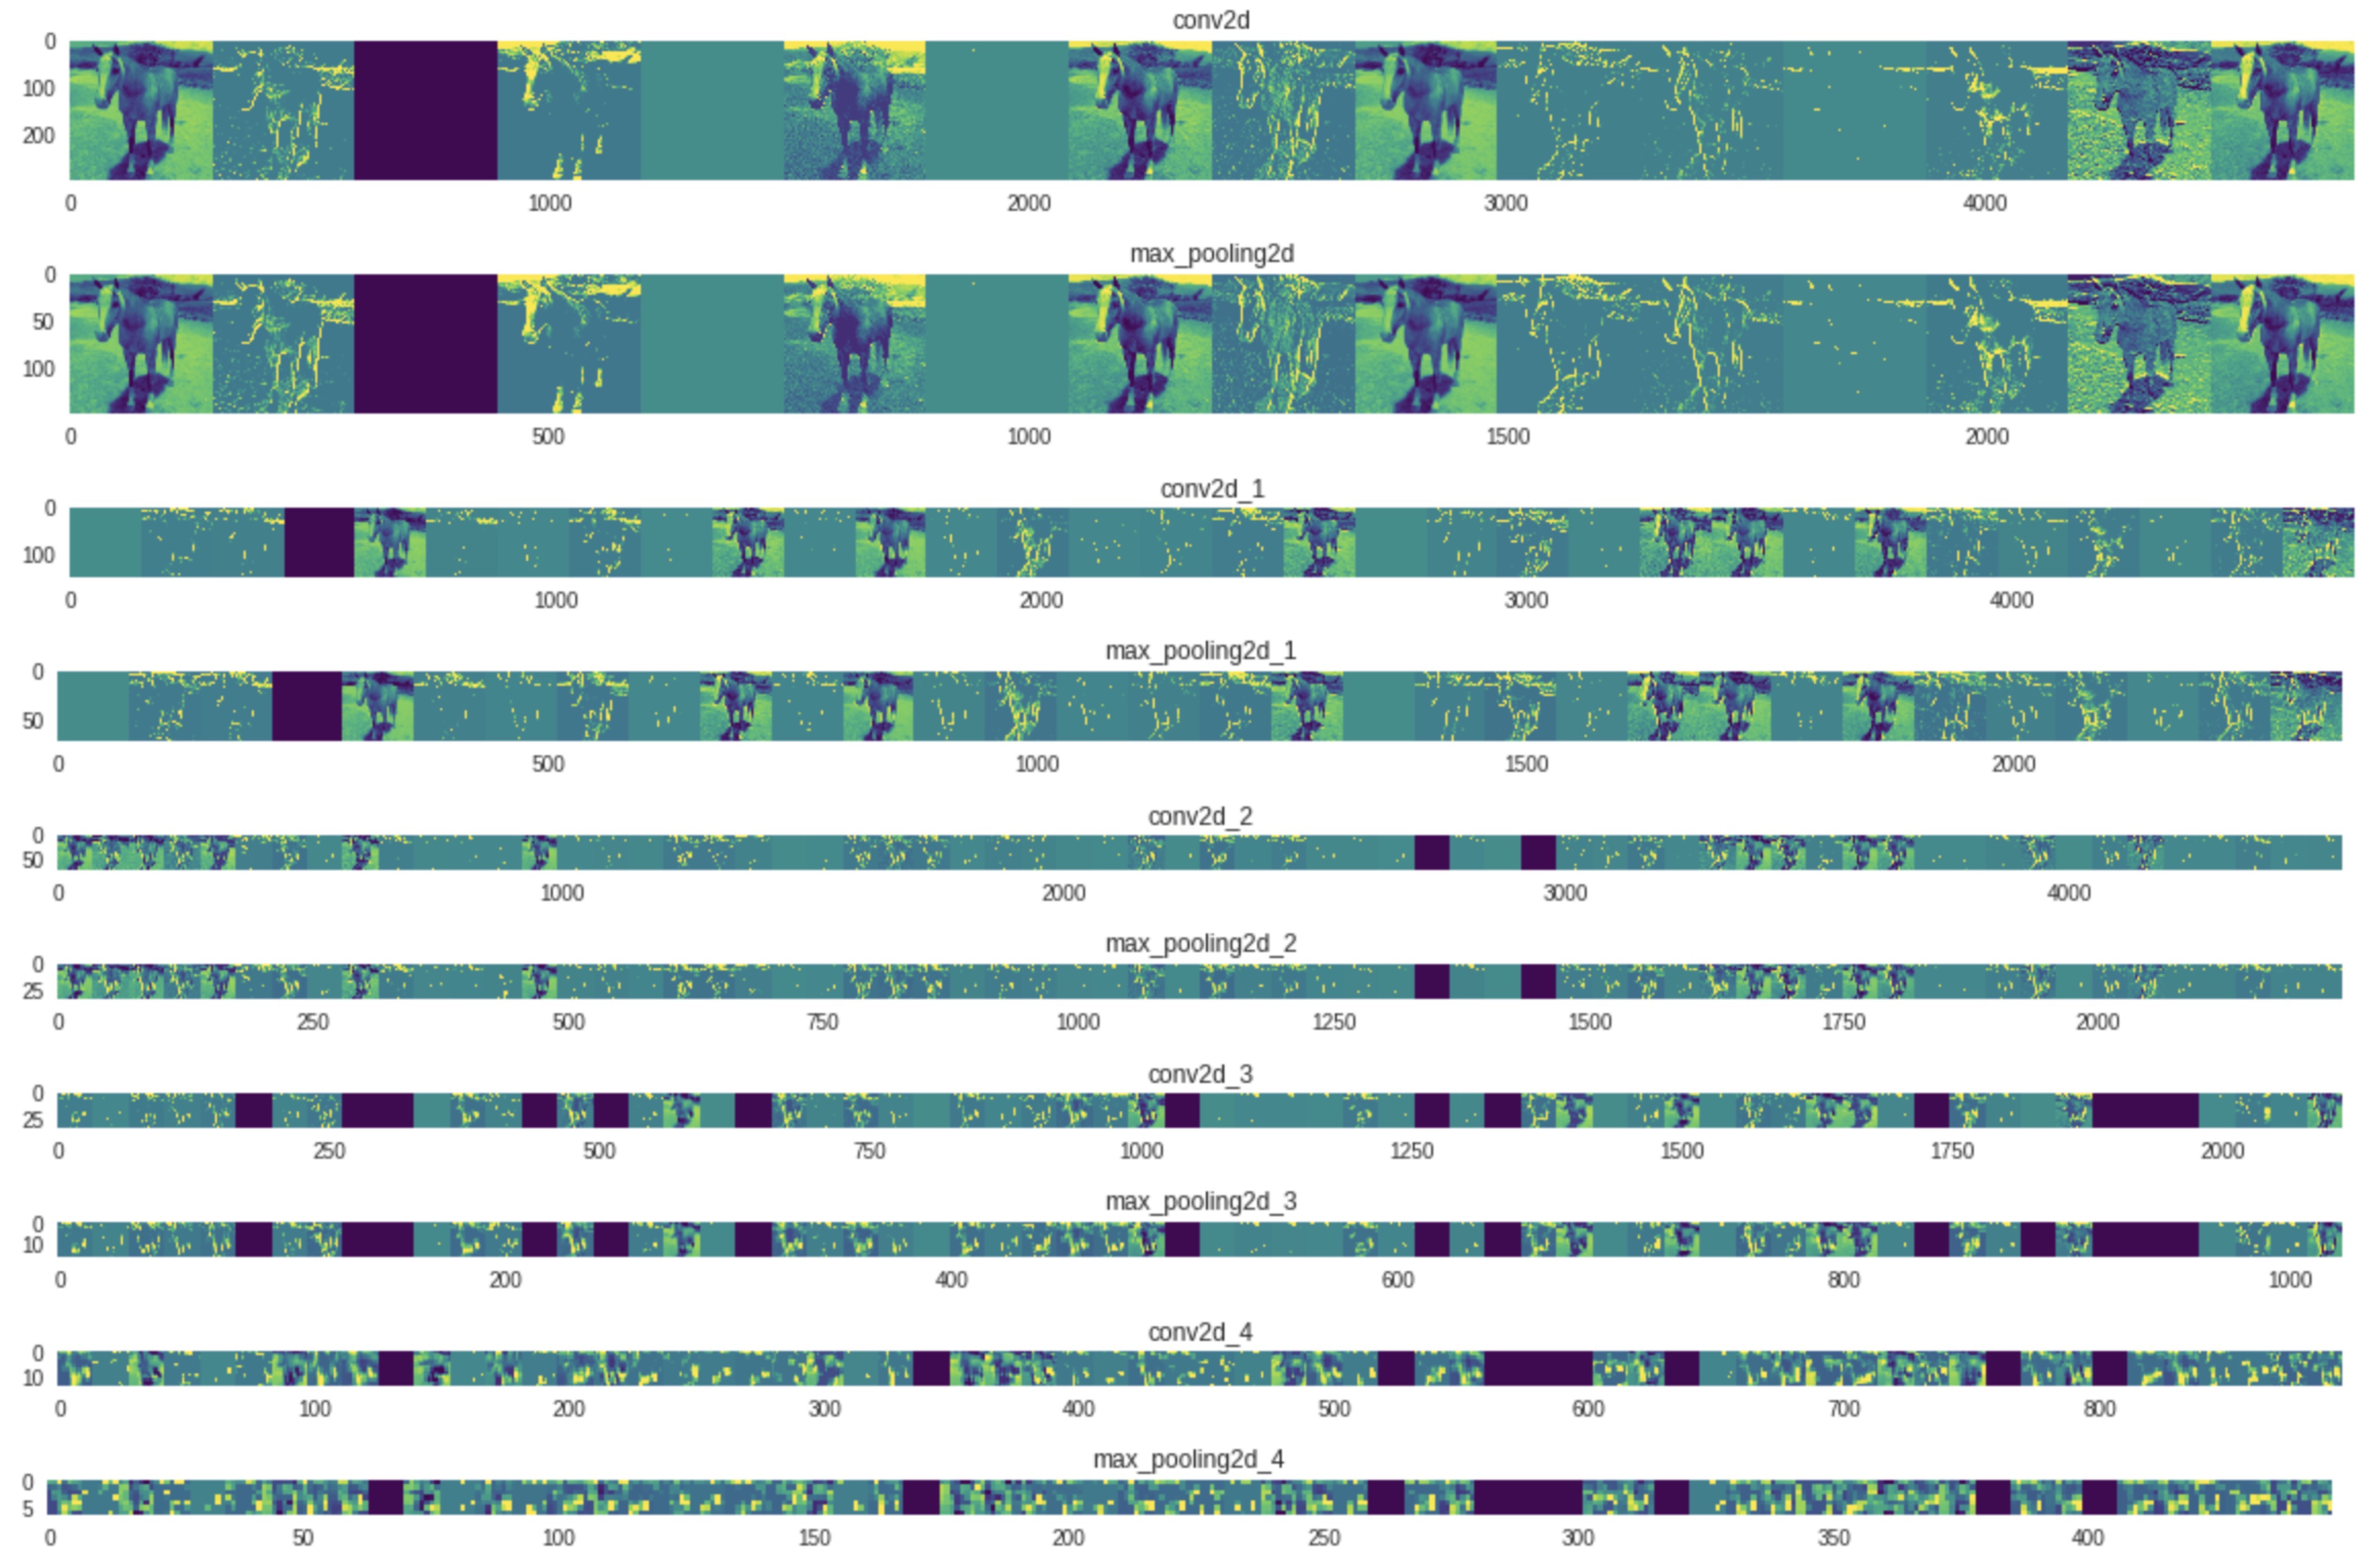 conv2d
0
100
200
0 1000 2000 3000 4000
max_pooling2d
0
50
100
0 500 1000 1500 2000
conv2d_1
0
100
0 1000 2000 3000 4000
max_pooling2d_1
0
50
0 500 1000 1500 2000
conv2d_2
0
50
0 1000 2000 3000 4000
max_pooling2d_2
0
25
0 250 500 750 1000 1250 1500 1750 2000
conv2d_3
0
25
0 250 500 750 1000 1250 1500 1750 2000
max_pooling2d_3
0
10
0 200 400 600 800 1000
conv2d_4
0
10
0 100 200 300 400 500 600 700 800
max_pooling2d_4
0
5
0 50 100 150 200 250 300 350 400